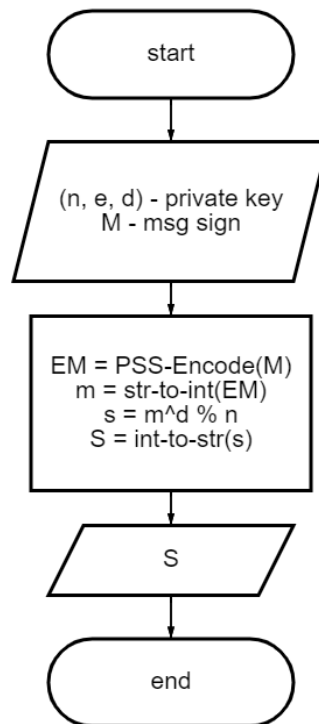 start
(n, e, d) - private key
M - msg sign
EM = PSS-Encode(M)
m = str-to-int(EM)
s = m^d % n
S = int-to-str(s)
S
end